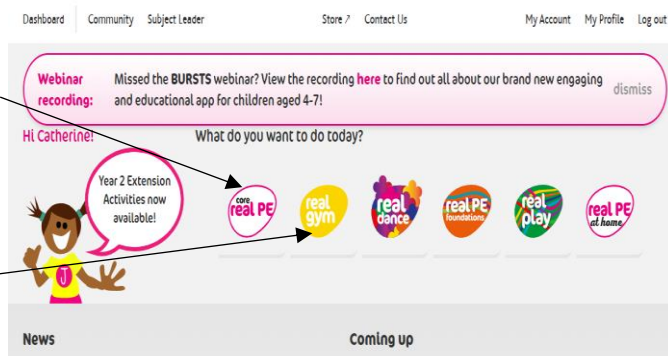 Dashboard Community Subject Leader Store ↗ Contact Us My Account My Profile Log out
Webinar recording:
Missed the BURSTS webinar? View the recording here to find out all about our brand new engaging
and educational app for children aged 4-7!
dismiss
Hi Catherine!
What do you want to do today?
Year 2 Extension
Activities now
available!
J
core
real PE
real
gym
real
dance
real PE
foundations
real
play
real PE
at home
News Coming up